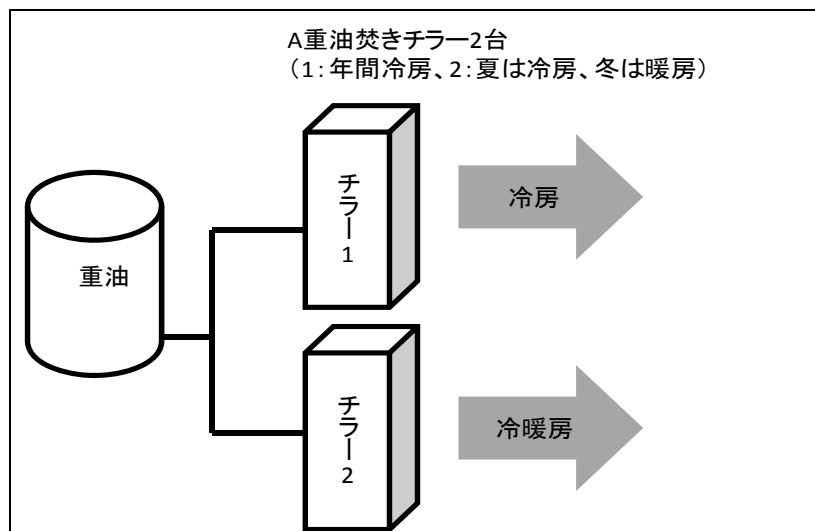 A重油焚きチラー2台
（1：年間冷房、2：夏は冷房、冬は暖房）
重油
チラー1
冷房
チラー2
冷暖房